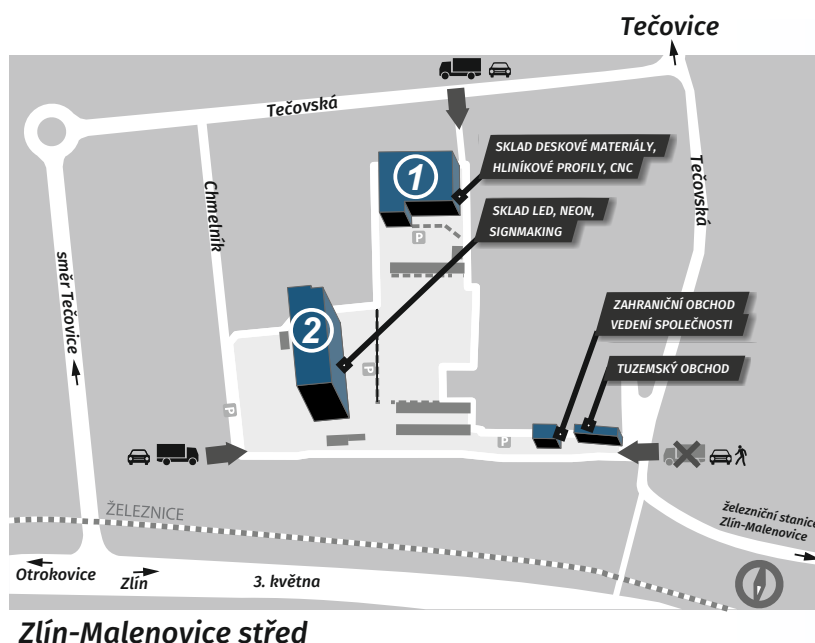 Tečovice
Tečovská
SKLAD DESKOVÉ MATERIÁLY,
HLINÍKOVÉ PROFILY, CNC
1
Tečovská
Chmelník
SKLAD LED, NEON,
SIGNMAKING
P
směr Tečovice
2
ZAHRANIČNÍ OBCHOD
VEDENÍ SPOLEČNOSTI
TUZEMSKÝ OBCHOD
P
P
P
ŽELEZNICE
železniční stanice
Zlín-Malenovice
Otrokovice
Zlín
3. května
Zlín-Malenovice střed